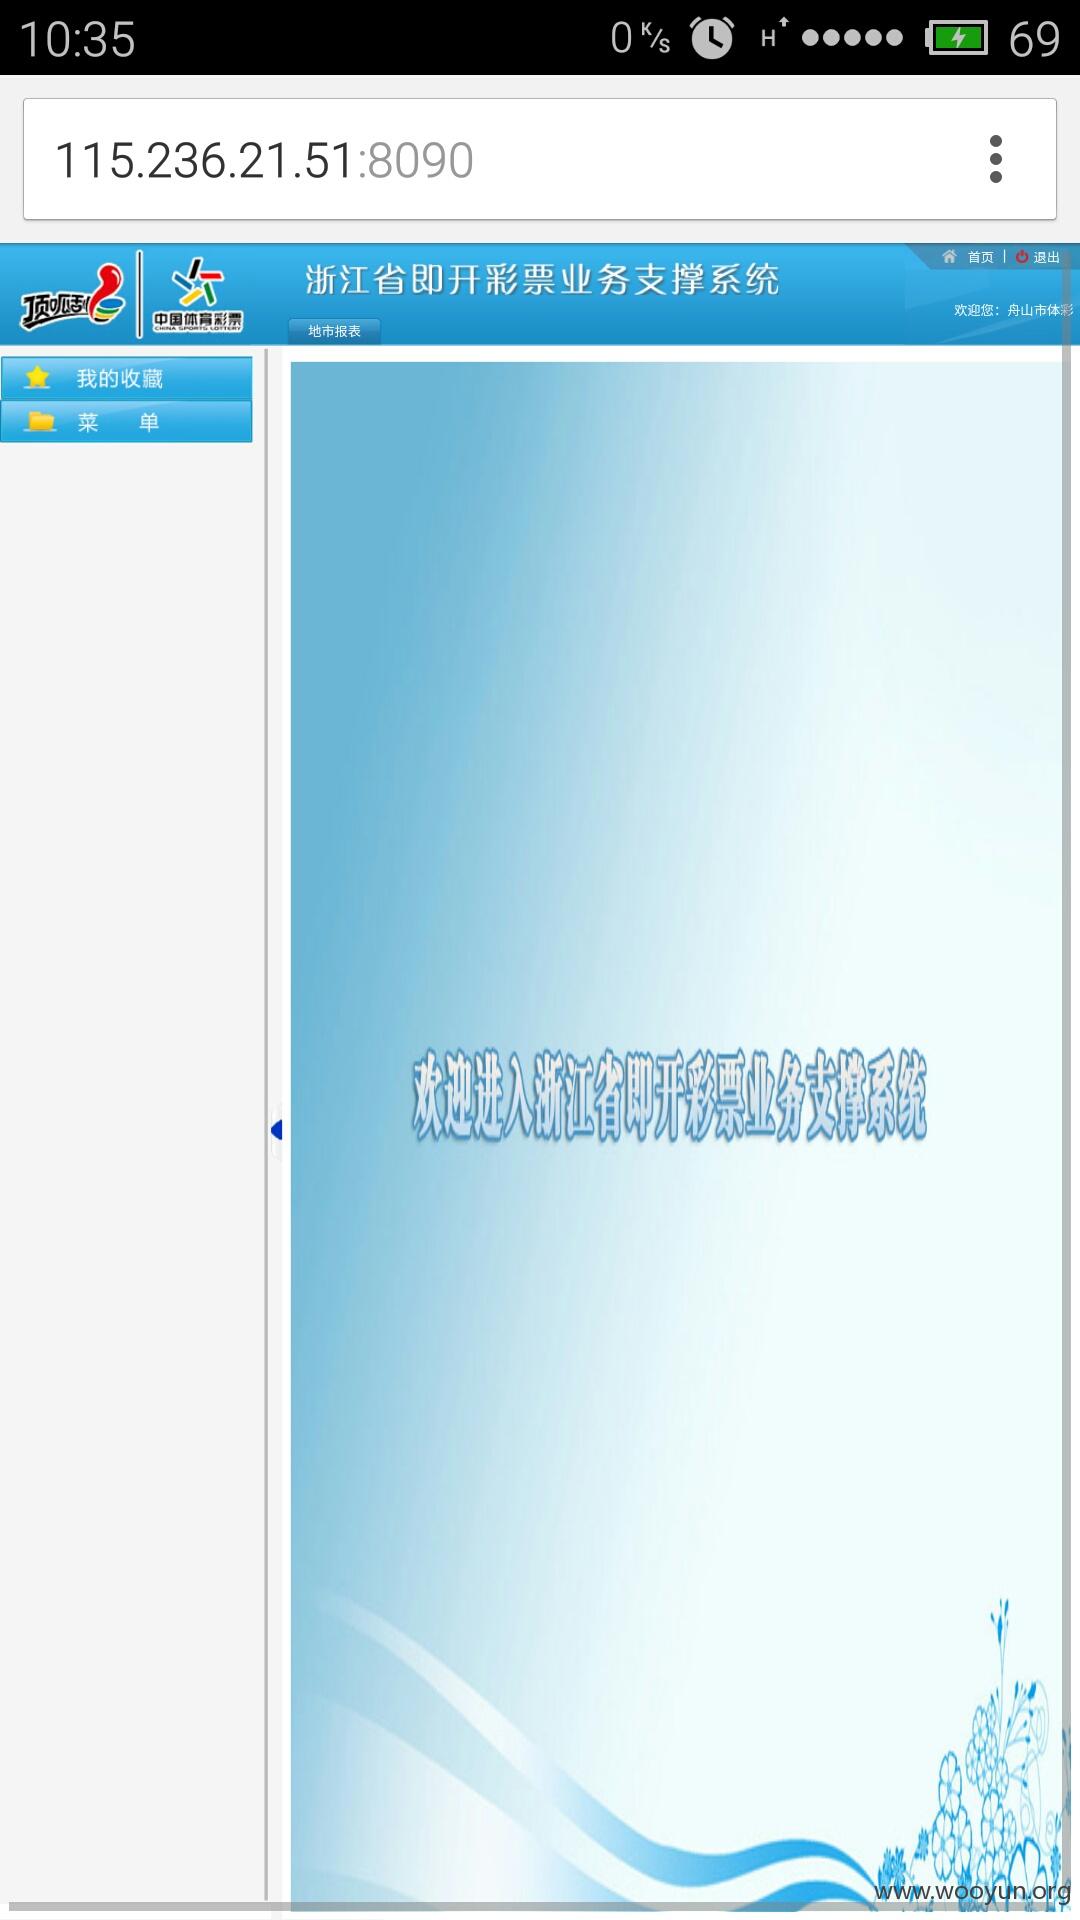 10:35
0 K/S
H
69
115.236.21.51:8090
顶呱刮
中国体育彩票
CHINA SPORTS LOTTERY
浙江省即开彩票业务支撑系统
首页 | 退出
欢迎您：舟山市体彩
地市报表
我的收藏
菜 单
欢迎进入浙江省即开彩票业务支撑系统
www.wooyun.org